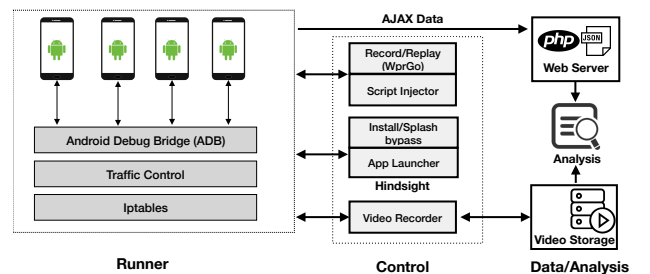 AJAX Data
Android Debug Bridge (ADB)
Traffic Control
Iptables
Runner
Record/Replay
(WprGo)
Script Injector
Install/Splash
bypass
App Launcher
Hindsight
Video Recorder
Control
php
JSON
Web Server
Analysis
Video Storage
Data/Analysis